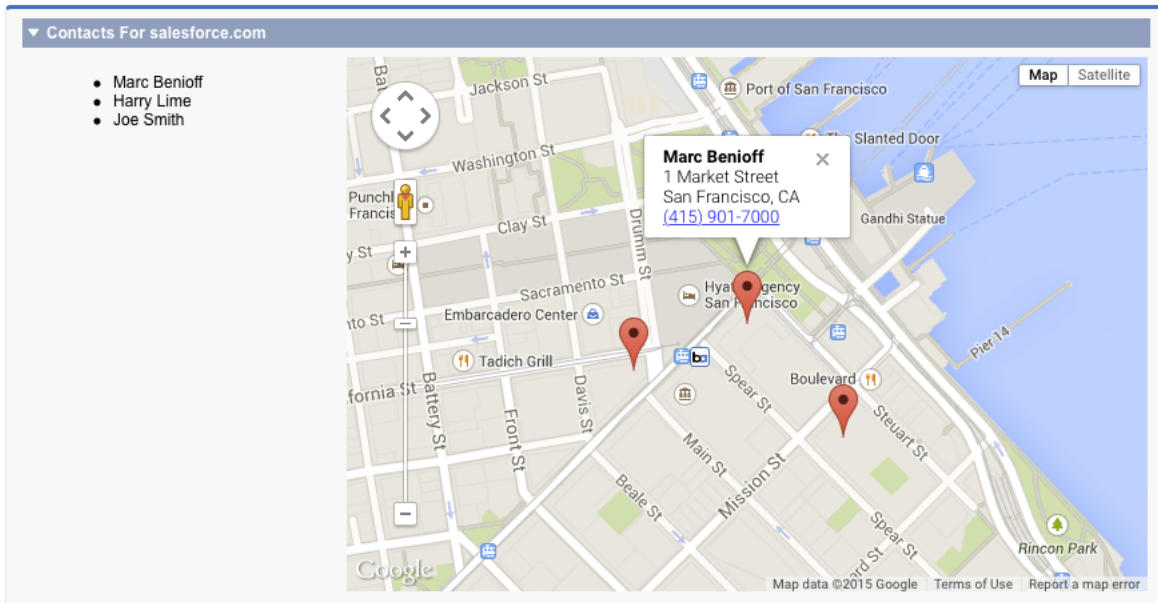 Contacts For salesforce.com
Marc Benioff
Harry Lime
Joe Smith
Map
Satellite
Jackson St
Port of San Francisco
Washington St
The Slanted Door
Marc Benioff
1 Market Street
San Francisco, CA
(415) 901-7000
Gandhi Statue
Clay St
Drumm St
Sacramento St
San Francisco
Embarcadero Center
Pier 14
Tadich Grill
Boulevard
Battery St
Front St
Davis St
Spear St
Steuart St
Main St
Mission St
Beale St
Spear St
Rincon Park
Google
Map data ©2015 Google
Terms of Use
Report a map error